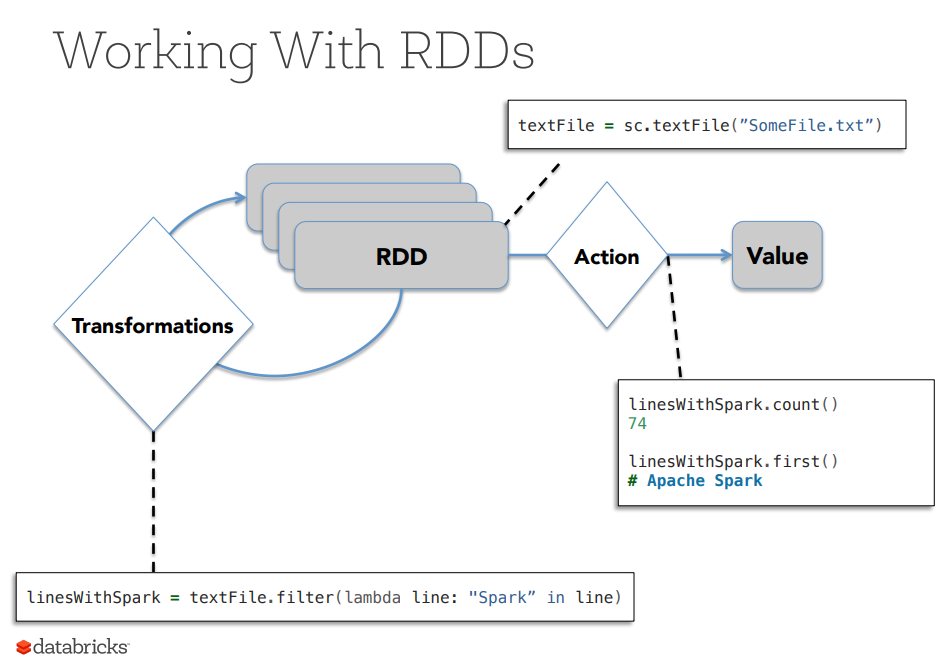 Working With RDDs
textFile = sc.textFile(”SomeFile.txt”)
RDD
Action
Value
Transformations
linesWithSpark.count()
74
linesWithSpark.first()
# Apache Spark
linesWithSpark = textFile.filter(lambda line: "Spark” in line)
databricks